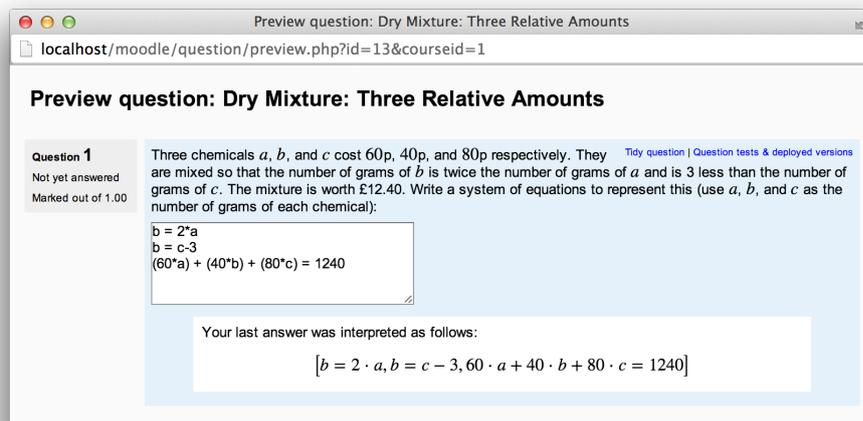 Preview question: Dry Mixture: Three Relative Amounts
localhost/moodle/question/preview.php?id=13&courseid=1
Preview question: Dry Mixture: Three Relative Amounts
Question 1
Not yet answered
Marked out of 1.00
Tidy question | Question tests & deployed versions
Three chemicals a, b, and c cost 60p, 40p, and 80p respectively. They
are mixed so that the number of grams of b is twice the number of grams of a and is 3 less than the number of
grams of c. The mixture is worth £12.40. Write a system of equations to represent this (use a, b, and c as the
number of grams of each chemical):
b = 2*a
b = c-3
(60*a) + (40*b) + (80*c) = 1240
Your last answer was interpreted as follows:
[b = 2 · a, b = c − 3, 60 · a + 40 · b + 80 · c = 1240]